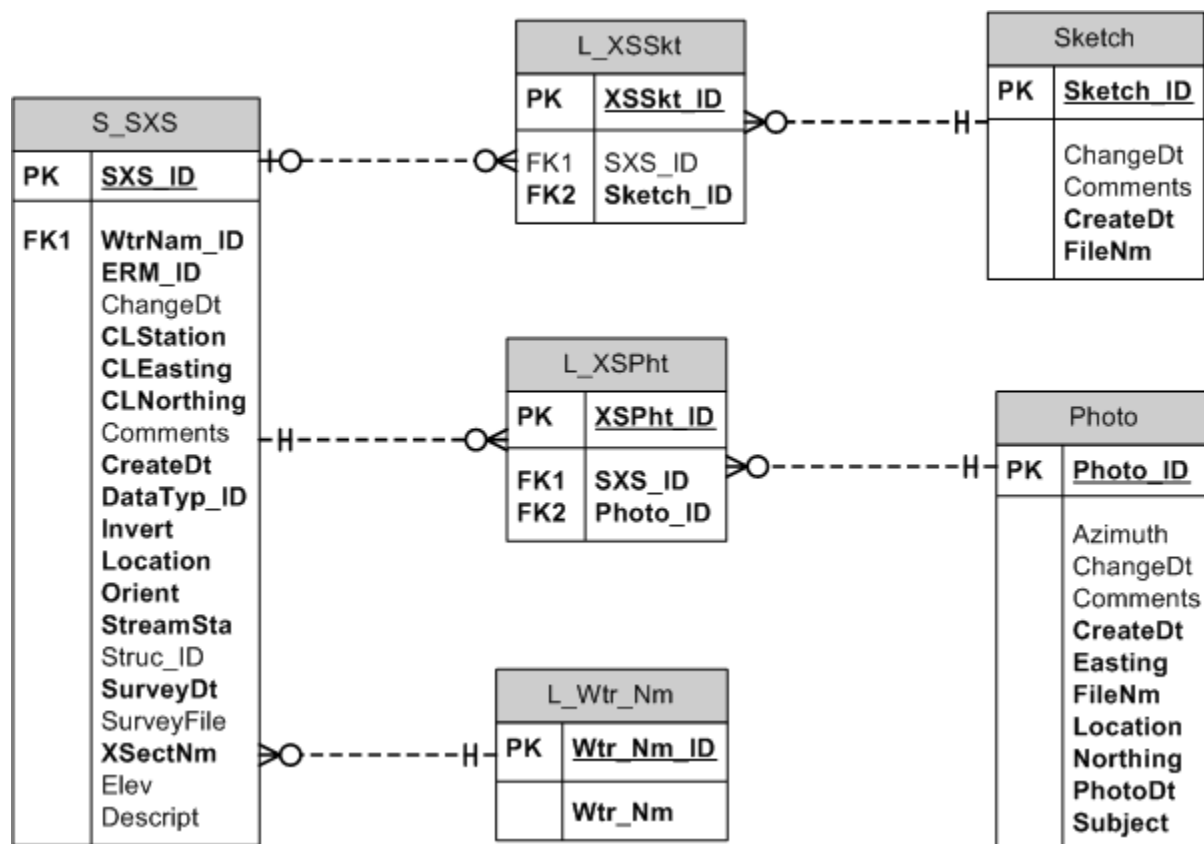 S_SXS
PK SXS_ID
FK1 WtrNam_ID
ERM_ID
ChangeDt
CLStation
CLEasting
CLNorthing
Comments
CreateDt
DataTyp_ID
Invert
Location
Orient
StreamSta
Struc_ID
SurveyDt
SurveyFile
XSectNm
Elev
Descript
L_XSSkt
PK XSSkt_ID
FK1 SXS_ID
FK2 Sketch_ID
Sketch
PK Sketch_ID
ChangeDt
Comments
CreateDt
FileNm
L_XSPht
PK XSPht_ID
FK1 SXS_ID
FK2 Photo_ID
Photo
PK Photo_ID
Azimuth
ChangeDt
Comments
CreateDt
Easting
FileNm
Location
Northing
PhotoDt
Subject
L_Wtr_Nm
PK Wtr_Nm_ID
Wtr_Nm